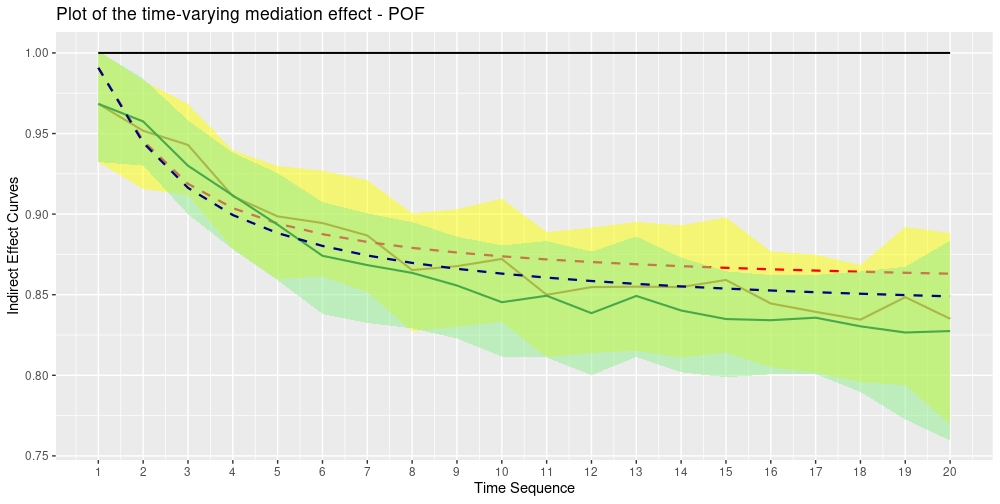 Plot of the time-varying mediation effect - POF
Indirect Effect Curves
1.00
0.95
0.90
0.85
0.80
0.75
1 2 3 4 5 6 7 8 9 10 11 12 13 14 15 16 17 18 19 20
Time Sequence